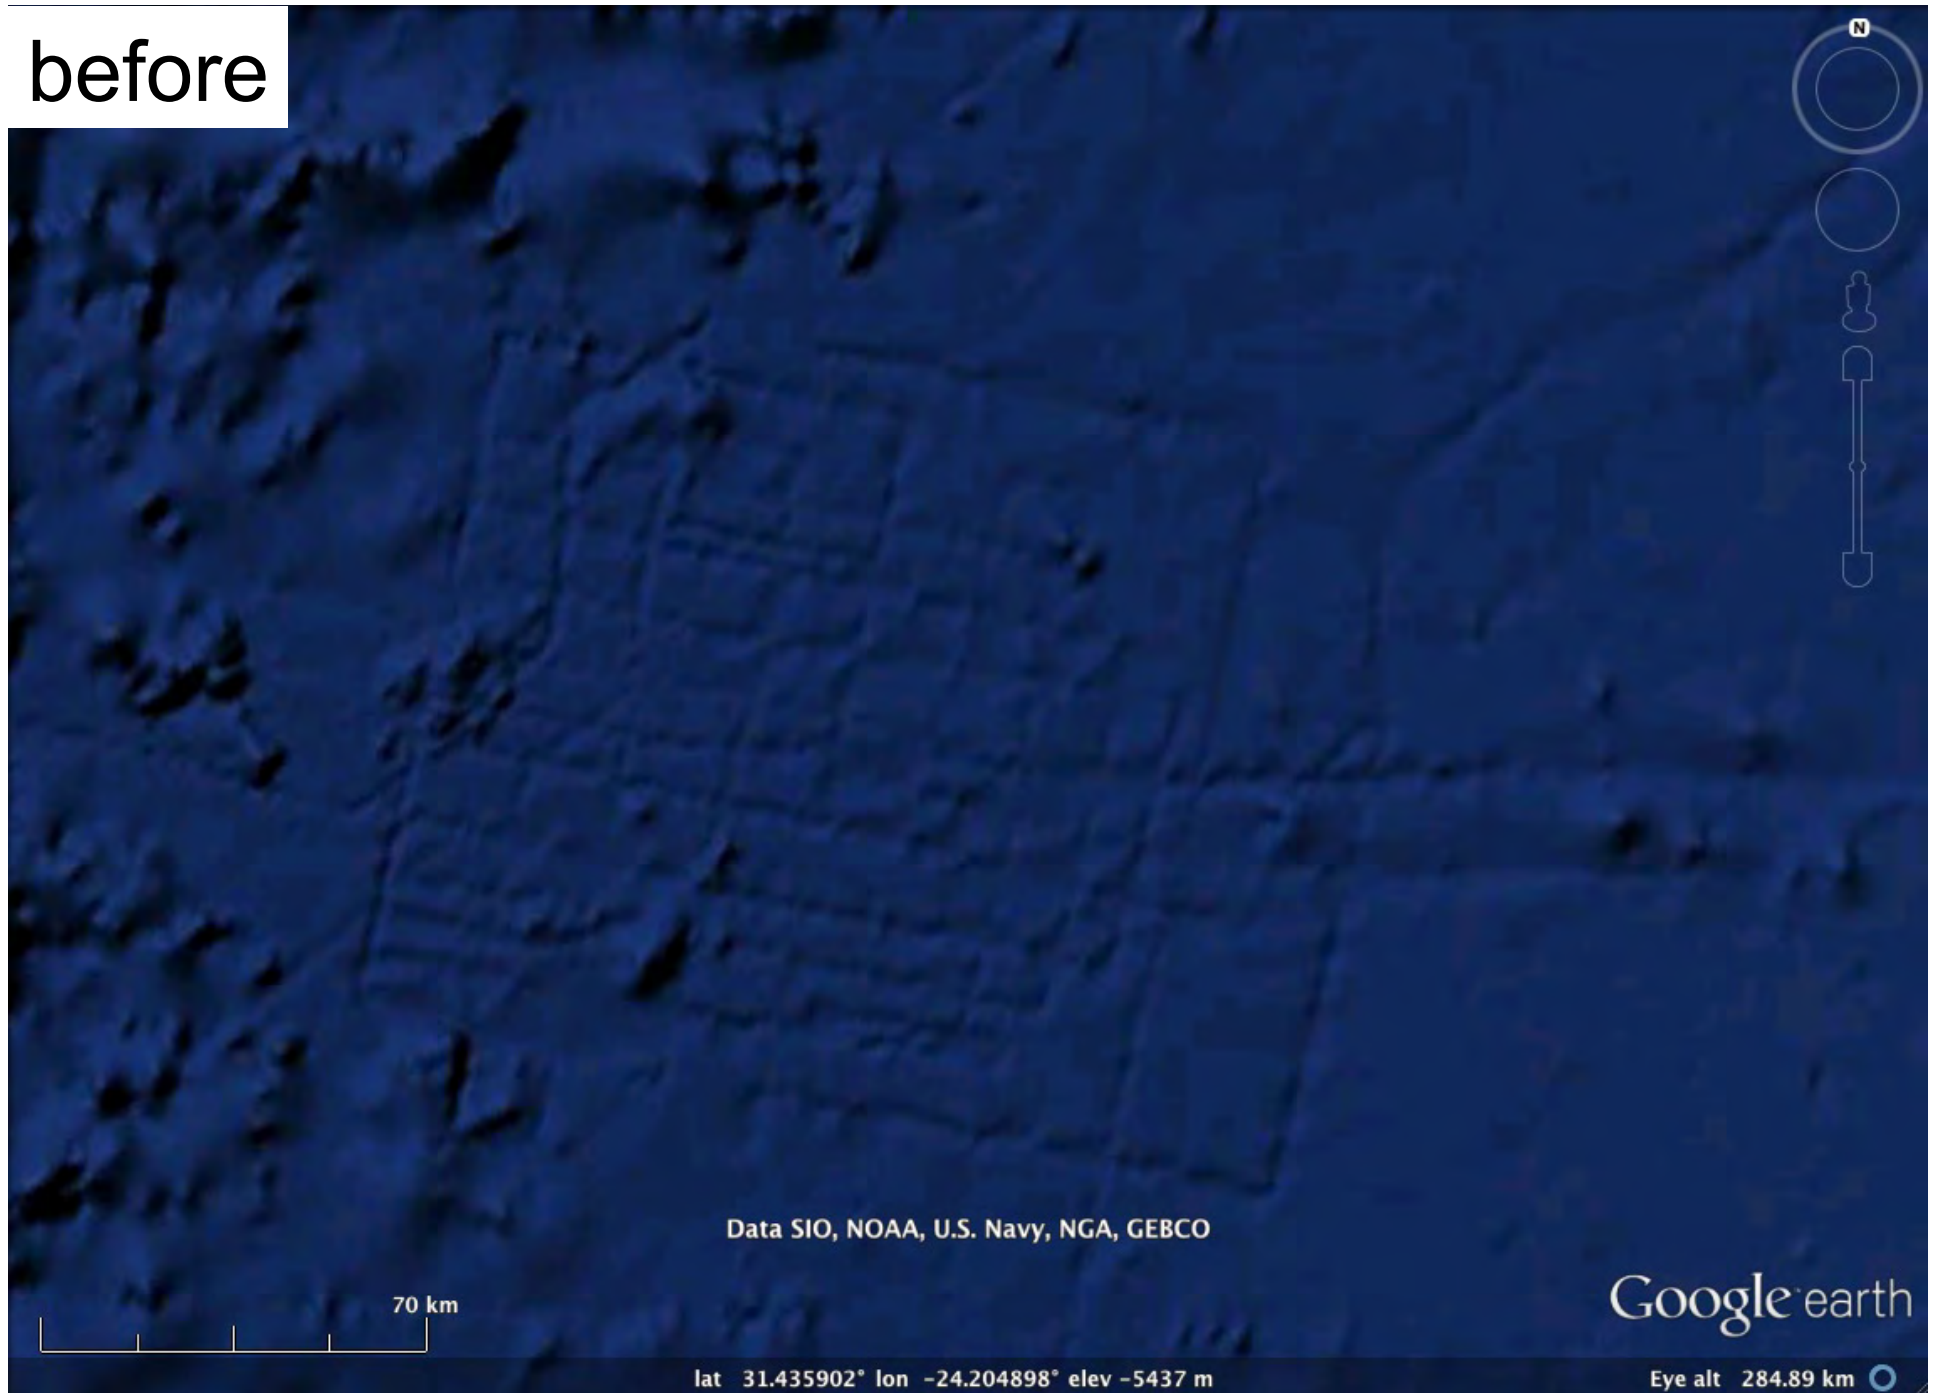 before
N
Data SIO, NOAA, U.S. Navy, NGA, GEBCO
70 km
Google earth
lat 31.435902° lon -24.204898° elev -5437 m
Eye alt 284.89 km